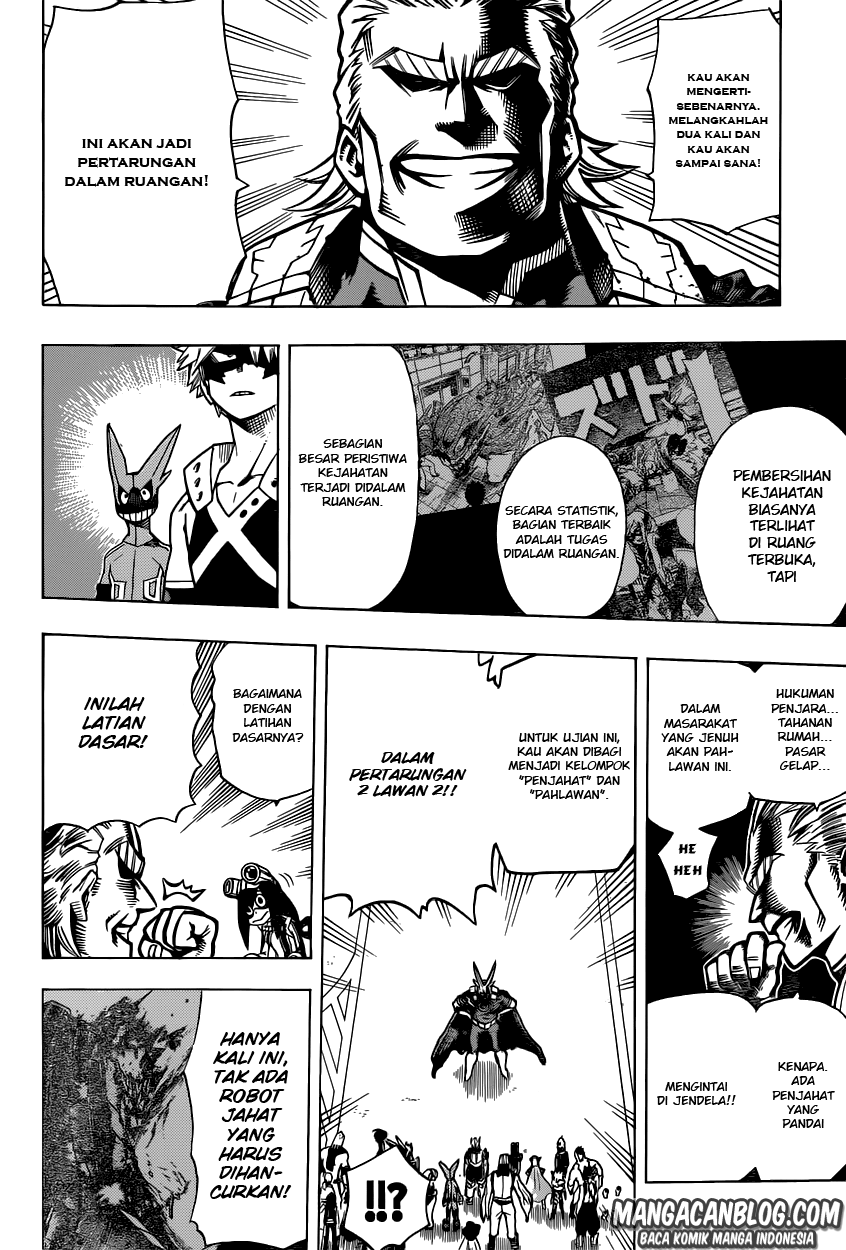 KAU AKAN
MENGERTI-
SEBENARNYA.
MELANGKAHLAH
DUA KALI DAN
KAU AKAN
SAMPAI SANA!
INI AKAN JADI
PERTARUNGAN
DALAM RUANGAN!
ズドー
PEMBERSIHAN
KEJAHATAN
BIASANYA
TERLIHAT
DI RUANG
TERBUKA,
TAPI
SECARA STATISTIK,
BAGIAN TERBAIK
ADALAH TUGAS
DIDALAM RUANGAN.
SEBAGIAN
BESAR PERISTIWA
KEJAHATAN
TERJADI DIDALAM
RUANGAN.
HUKUMAN
PENJARA...
TAHANAN
RUMAH...
PASAR
GELAP...
DALAM
MASARAKAT
YANG JENUH
AKAN PAH-
LAWAN INI.
HE
HEH
KENAPA.
ADA
PENJAHAT
YANG
PANDAI
MENGINTAI
DI JENDELA!!
UNTUK UJIAN INI,
KAU AKAN DIBAGI
MENJADI KELOMPOK
"PENJAHAT" DAN
"PAHLAWAN".
DALAM
PERTARUNGAN
2 LAWAN 2!!
!!?
BAGAIMANA
DENGAN
LATIHAN
DASARNYA?
INILAH
LATIAN
DASAR!
HANYA
KALI INI,
TAK ADA
ROBOT
JAHAT
YANG
HARUS
DIHAN-
CURKAN!
MANGACANBLOG.COM
BACA KOMIK MANGA INDONESIA